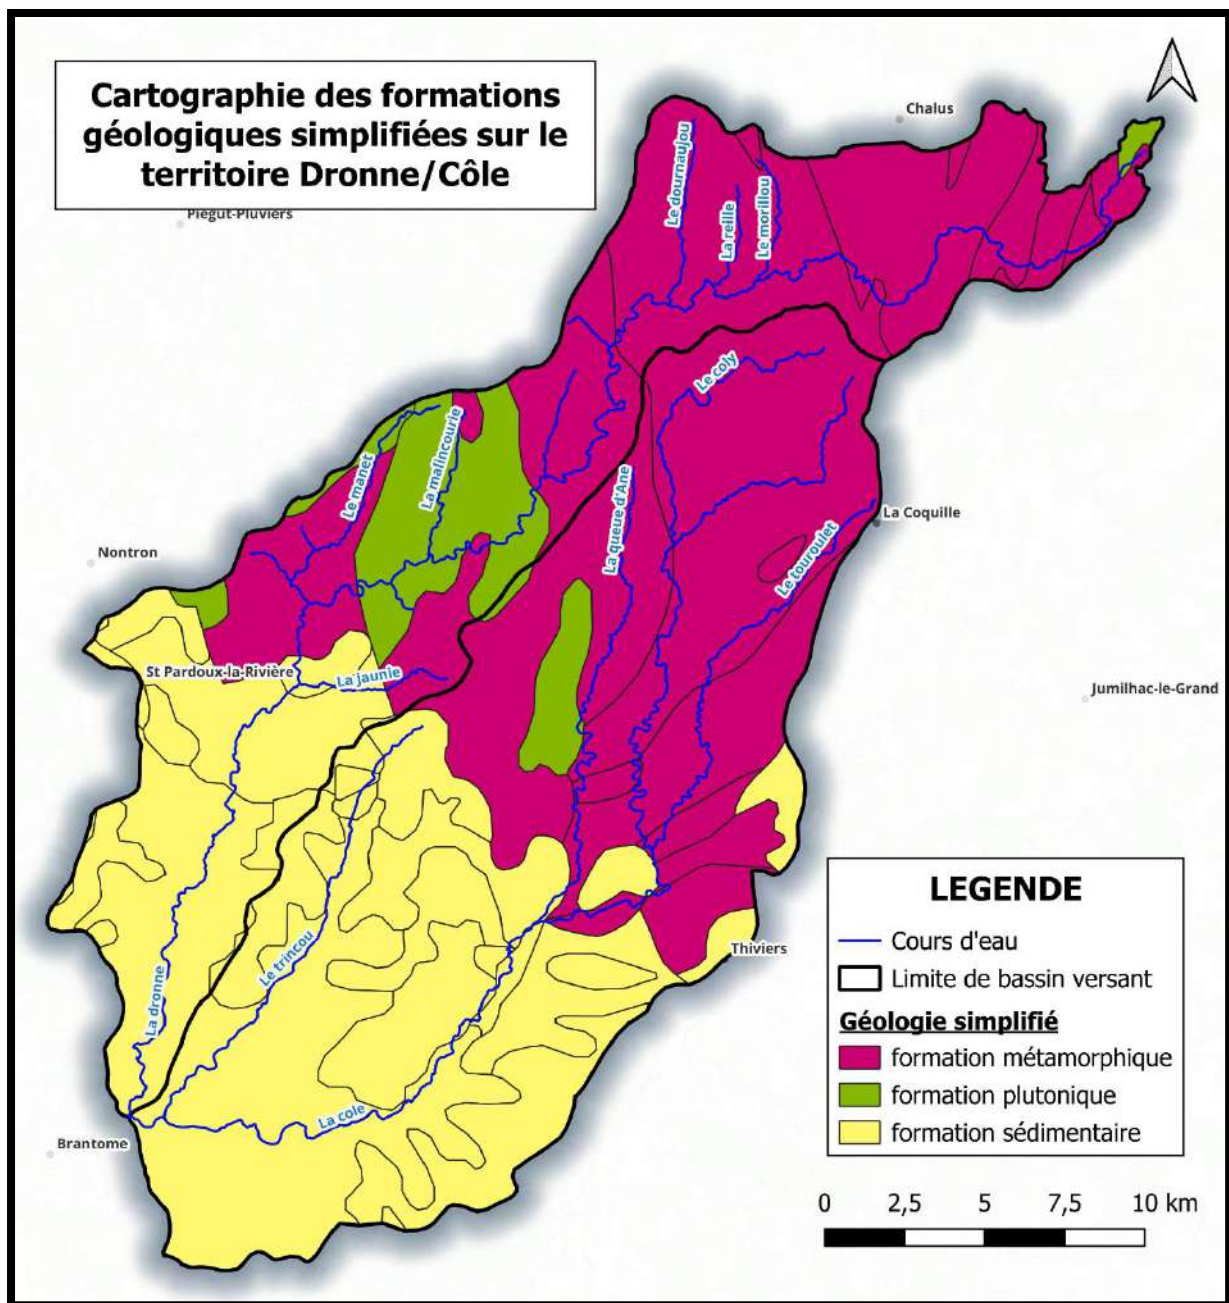 Cartographie des formations
géologiques simplifiées sur le
territoire Dronne/Côle
Chalus
Piégut-Pluviers
Le dournaujou
La reille
Le morillou
Le coly
Le manet
La malincourie
La queue d'Ane
La Coquille
Le touroulet
Nontron
St Pardoux-la-Rivière
La jaunie
Jumilhac-le-Grand
Thiviers
Le trincou
La dronne
La cole
Brantome
LEGENDE
Cours d'eau
Limite de bassin versant
Géologie simplifié
formation métamorphique
formation plutonique
formation sédimentaire
0 2,5 5 7,5 10 km